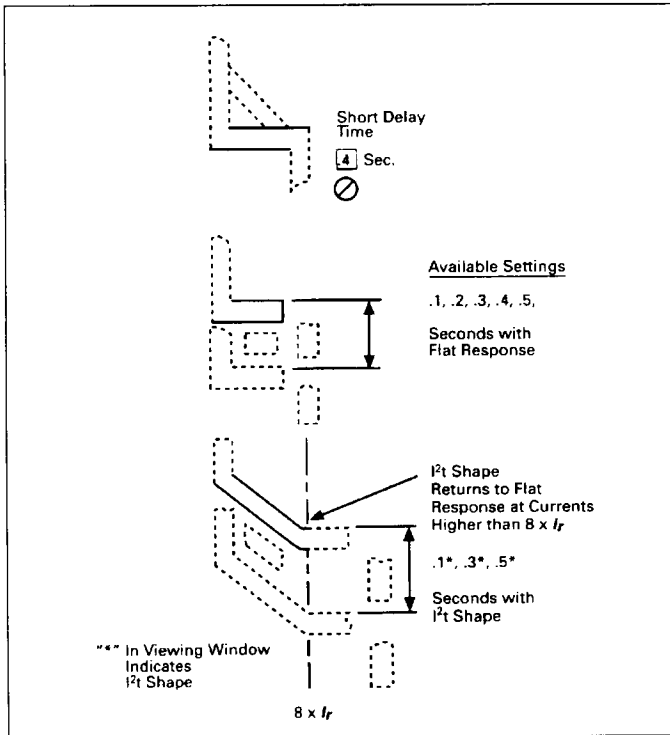 Short Delay
Time
.4 Sec.
Available Settings
.1, .2, .3, .4, .5,
Seconds with
Flat Response
I²t Shape
Returns to Flat
Response at Currents
Higher than 8 x Ir
.1*, .3*, .5*
Seconds with
I²t Shape
"*" In Viewing Window
Indicates
I²t Shape
8 x Ir